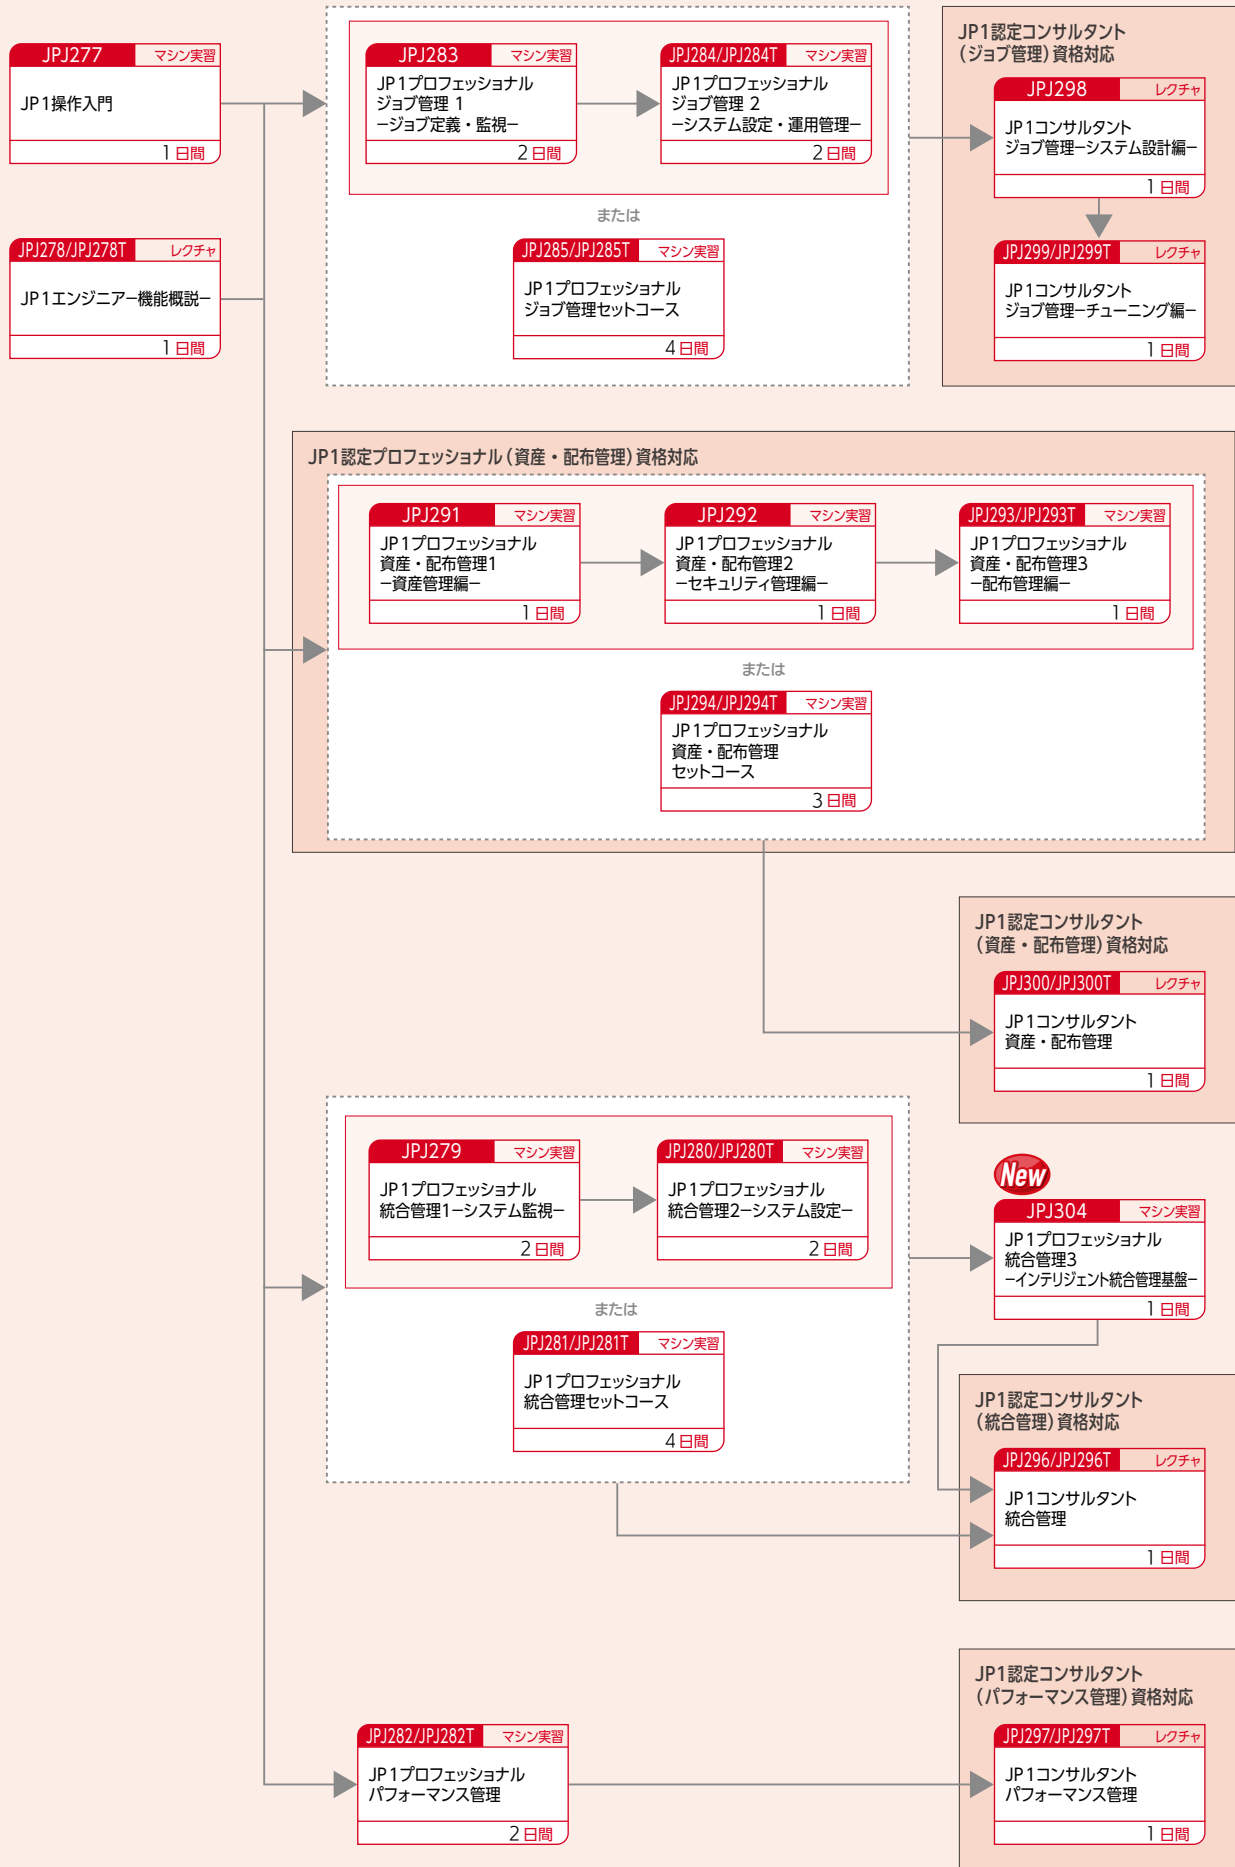 JPJ277 マシン実習
JP1操作入門
1日間
JPJ278/JPJ278T レクチャ
JP1エンジニアー機能概説ー
1日間
JPJ283 マシン実習
JP1プロフェッショナル
ジョブ管理 1
ージョブ定義・監視ー
2日間
JPJ284/JPJ284T マシン実習
JP1プロフェッショナル
ジョブ管理 2
ーシステム設定・運用管理ー
2日間
または
JPJ285/JPJ285T マシン実習
JP1プロフェッショナル
ジョブ管理セットコース
4日間
JP1認定コンサルタント
(ジョブ管理)資格対応
JPJ298 レクチャ
JP1コンサルタント
ジョブ管理ーシステム設計編ー
1日間
JPJ299/JPJ299T レクチャ
JP1コンサルタント
ジョブ管理ーチューニング編ー
1日間
JP1認定プロフェッショナル(資産・配布管理)資格対応
JPJ291 マシン実習
JP1プロフェッショナル
資産・配布管理1
ー資産管理編ー
1日間
JPJ292 マシン実習
JP1プロフェッショナル
資産・配布管理2
ーセキュリティ管理編ー
1日間
JPJ293/JPJ293T マシン実習
JP1プロフェッショナル
資産・配布管理3
ー配布管理編ー
1日間
または
JPJ294/JPJ294T マシン実習
JP1プロフェッショナル
資産・配布管理
セットコース
3日間
JP1認定コンサルタント
(資産・配布管理)資格対応
JPJ300/JPJ300T レクチャ
JP1コンサルタント
資産・配布管理
1日間
JPJ279 マシン実習
JP1プロフェッショナル
統合管理1ーシステム監視ー
2日間
JPJ280/JPJ280T マシン実習
JP1プロフェッショナル
統合管理2ーシステム設定ー
2日間
または
JPJ281/JPJ281T マシン実習
JP1プロフェッショナル
統合管理セットコース
4日間
New
JPJ304 マシン実習
JP1プロフェッショナル
統合管理3
ーインテリジェント統合管理基盤ー
1日間
JP1認定コンサルタント
(統合管理)資格対応
JPJ296/JPJ296T レクチャ
JP1コンサルタント
統合管理
1日間
JPJ282/JPJ282T マシン実習
JP1プロフェッショナル
パフォーマンス管理
2日間
JP1認定コンサルタント
(パフォーマンス管理)資格対応
JPJ297/JPJ297T レクチャ
JP1コンサルタント
パフォーマンス管理
1日間